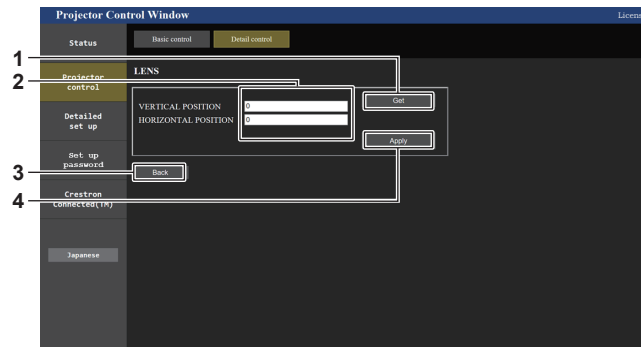 Projector Control Window
Licens
Status
Basic control
Detail control
1
2
Projector
control
LENS
VERTICAL POSITION
0
Get
HORIZONTAL POSITION
0
Detailed
set up
Apply
Set up
password
3
Back
4
Crestron
Connected(TM)
Japanese